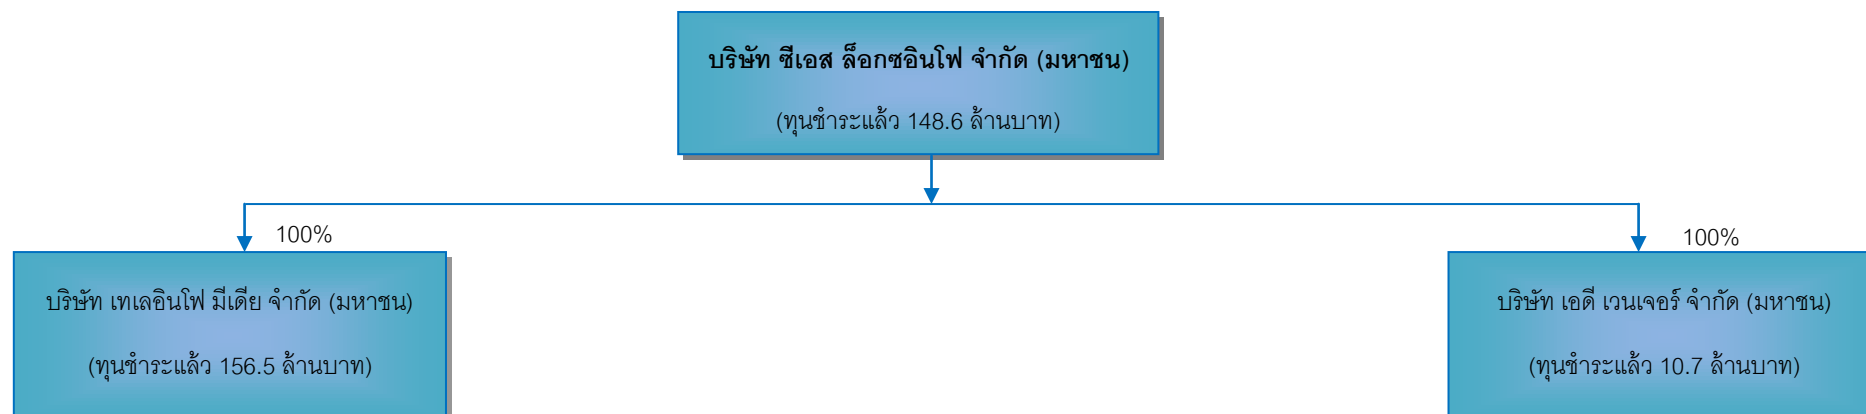 บริษัท ซีเอส ล็อกซอินโฟ จำกัด (มหาชน)
(ทุนชำระแล้ว 148.6 ล้านบาท)
100%
100%
บริษัท เทเลอินโฟ มีเดีย จำกัด (มหาชน)
(ทุนชำระแล้ว 156.5 ล้านบาท)
บริษัท เอดี เวนเจอร์ จำกัด (มหาชน)
(ทุนชำระแล้ว 10.7 ล้านบาท)